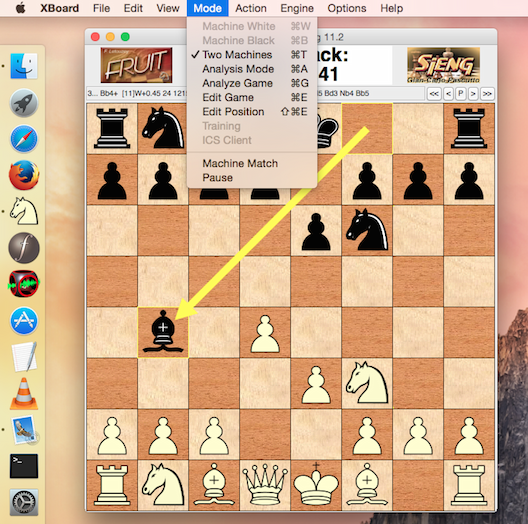 XBoard File Edit View Mode Action Engine Options Help
Machine White ⌘W
Machine Black ⌘B
✓ Two Machines ⌘T
Analysis Mode ⌘A
Analyze Game ⌘G
Edit Game ⌘E
Edit Position ⇧⌘E
Training
ICS Client
Machine Match
Pause
g 11.2
FRUIT
ack:
41
SJENG
3... Bb4+ [11]W+0.45 24 121
5 Bd3 Nb4 Bb5
<< < P > >>